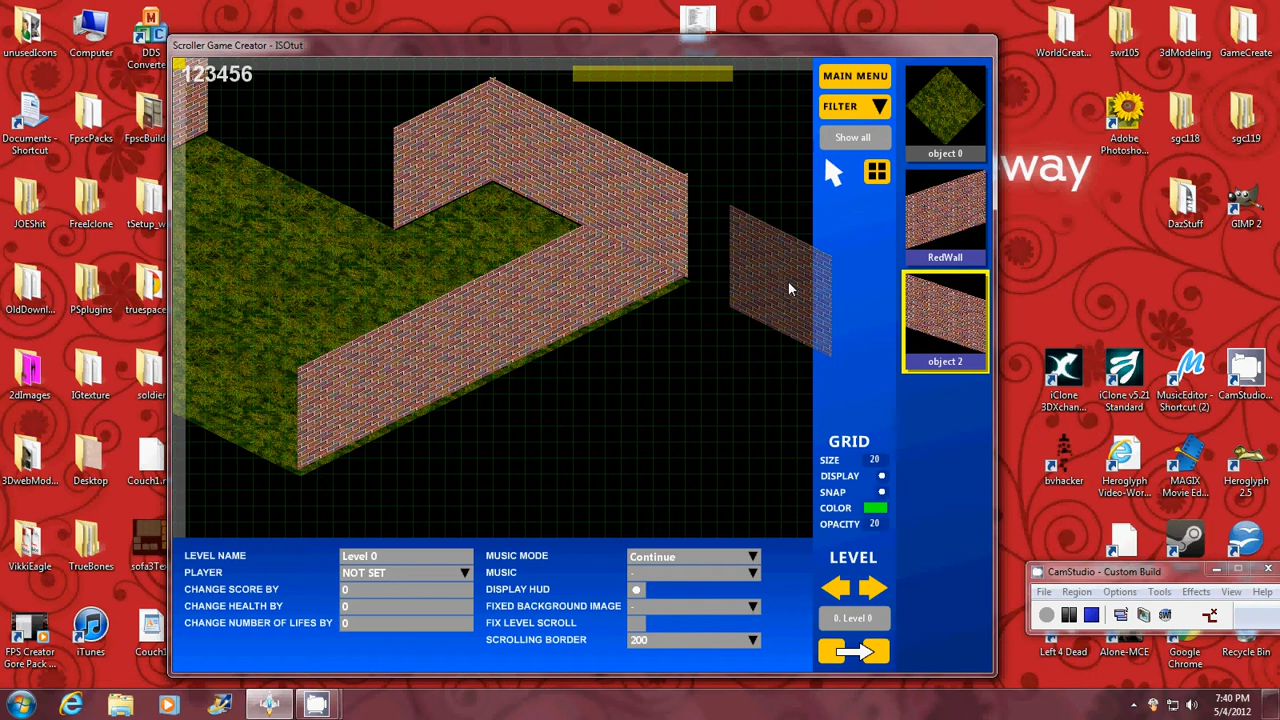 unusedIcons
Computer
DDS
Converte...
Documents -
Shortcut
FpscPacks
FpscBuild
JOEShit
FreeIclone
tSetup_w
OldDownl...
PSplugins
truespace
2dImages
IGtexture
soldier
3DwebMod...
Desktop
Couch1.
VikkiEagle
TrueBones
sofa3Te
FPS Creator
Gore Pack ...
iTunes
Couch1
Scroller Game Creator - ISOtut
123456
MAIN MENU
FILTER
Show all
object 0
RedWall
object 2
GRID
SIZE 20
DISPLAY
SNAP
COLOR
OPACITY 20
LEVEL
0. Level 0
LEVEL NAME Level 0
PLAYER NOT SET
CHANGE SCORE BY 0
CHANGE HEALTH BY 0
CHANGE NUMBER OF LIFES BY 0
MUSIC MODE Continue
MUSIC -
DISPLAY HUD
FIXED BACKGROUND IMAGE -
FIX LEVEL SCROLL
SCROLLING BORDER 200
WorldCreat...
swr105
3dModeling
GameCreate
Adobe
Photosho...
sgc118
sgc119
way
DazStuff
GIMP 2
iClone
3DXchan...
iClone v5.21
Standard
MusicEditor -
Shortcut (2)
CamStudio...
bvhacker
Heroglyph
Video-Wor...
MAGIX
Movie Ed...
Heroglyph
2.5
CamStudio - Custom Build
File Region Options Tools Effects View Help
Left 4 Dead
Alone-MCE
Google
Chrome
Recycle Bin
7:40 PM
5/4/2012